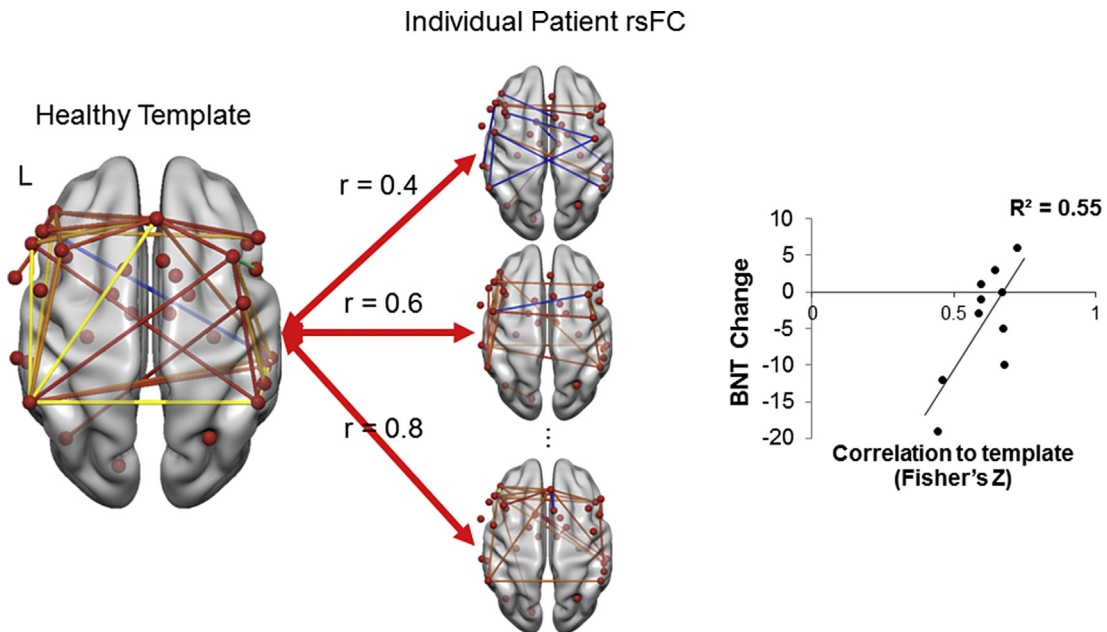 Individual Patient rsFC
Healthy Template
L
r = 0.4
r = 0.6
r = 0.8
...
R² = 0.55
10
5
0
-5
-10
-15
-20
0
0.5
1
BNT Change
Correlation to template
(Fisher's Z)